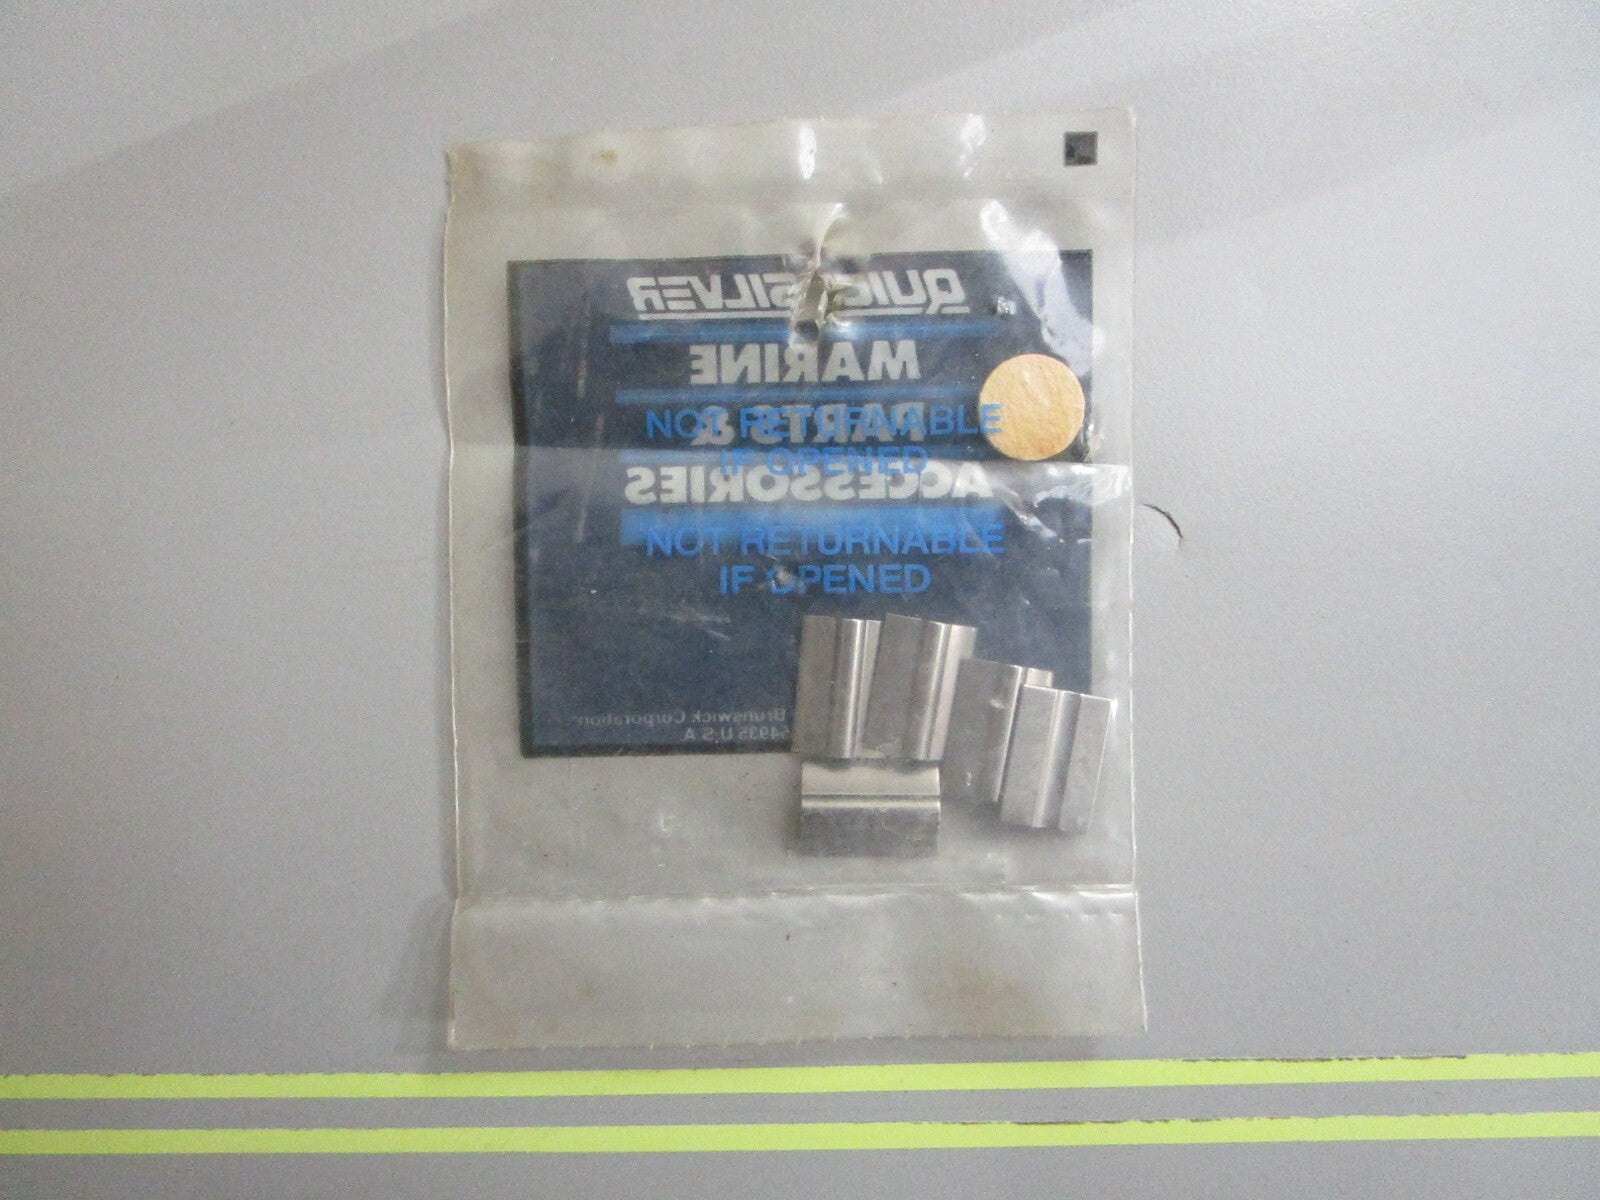 QUICKSILVER
MARINE
PARTS &
NOT RETURNABLE
IF OPENED
ACCESSORIES
NOT RETURNABLE
IF OPENED
Brunswick Corporation
54935 U.S.A